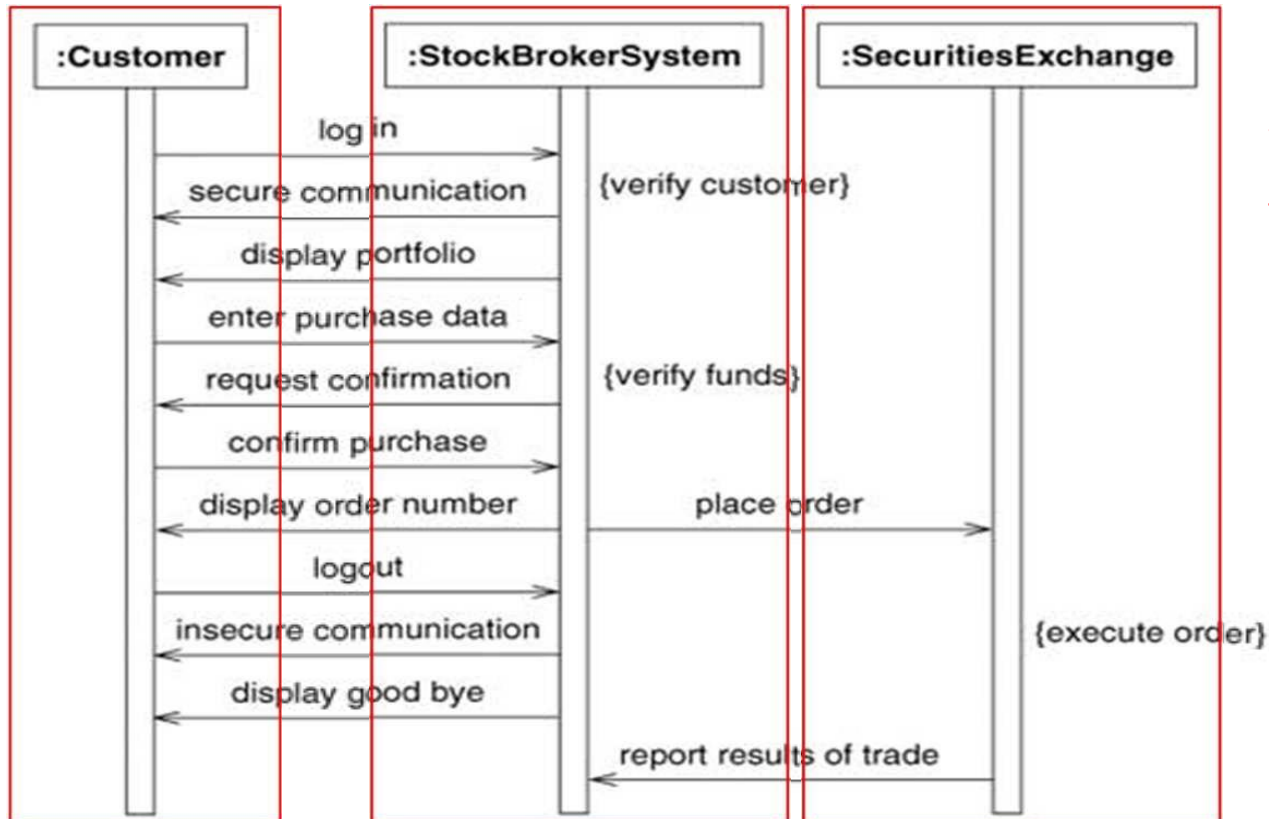 :Customer
:StockBrokerSystem
:SecuritiesExchange
log in
{verify customer}
secure communication
display portfolio
enter purchase data
request confirmation
{verify funds}
confirm purchase
display order number
place order
logout
insecure communication
{execute order}
display good bye
report results of trade